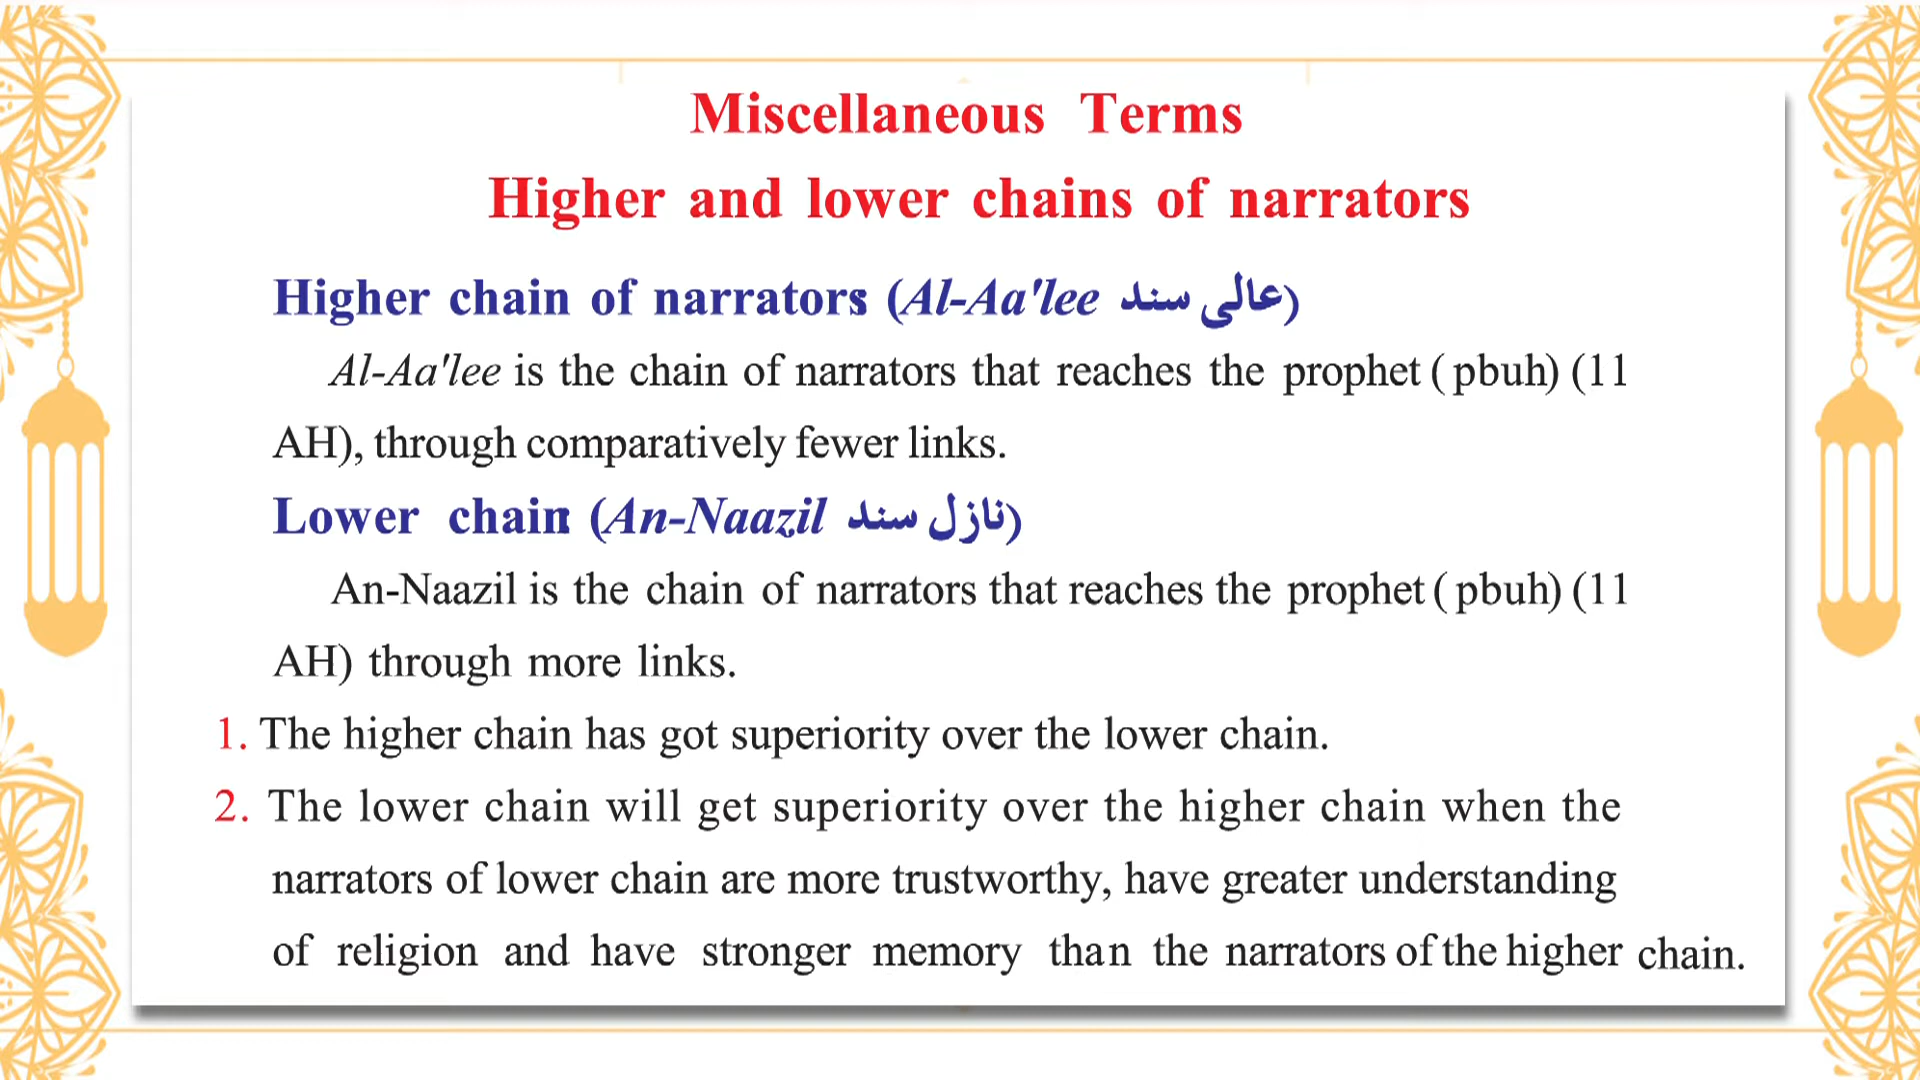 Miscellaneous Terms
Higher and lower chains of narrators
Higher chain of narrators (Al-Aa'lee عالی سند)
Al-Aa'lee is the chain of narrators that reaches the prophet ( pbuh) (11
AH), through comparatively fewer links.
Lower chain (An-Naazil نازل سند)
An-Naazil is the chain of narrators that reaches the prophet ( pbuh) (11
AH) through more links.
1. The higher chain has got superiority over the lower chain.
2. The lower chain will get superiority over the higher chain when the
narrators of lower chain are more trustworthy, have greater understanding
of religion and have stronger memory than the narrators of the higher chain.